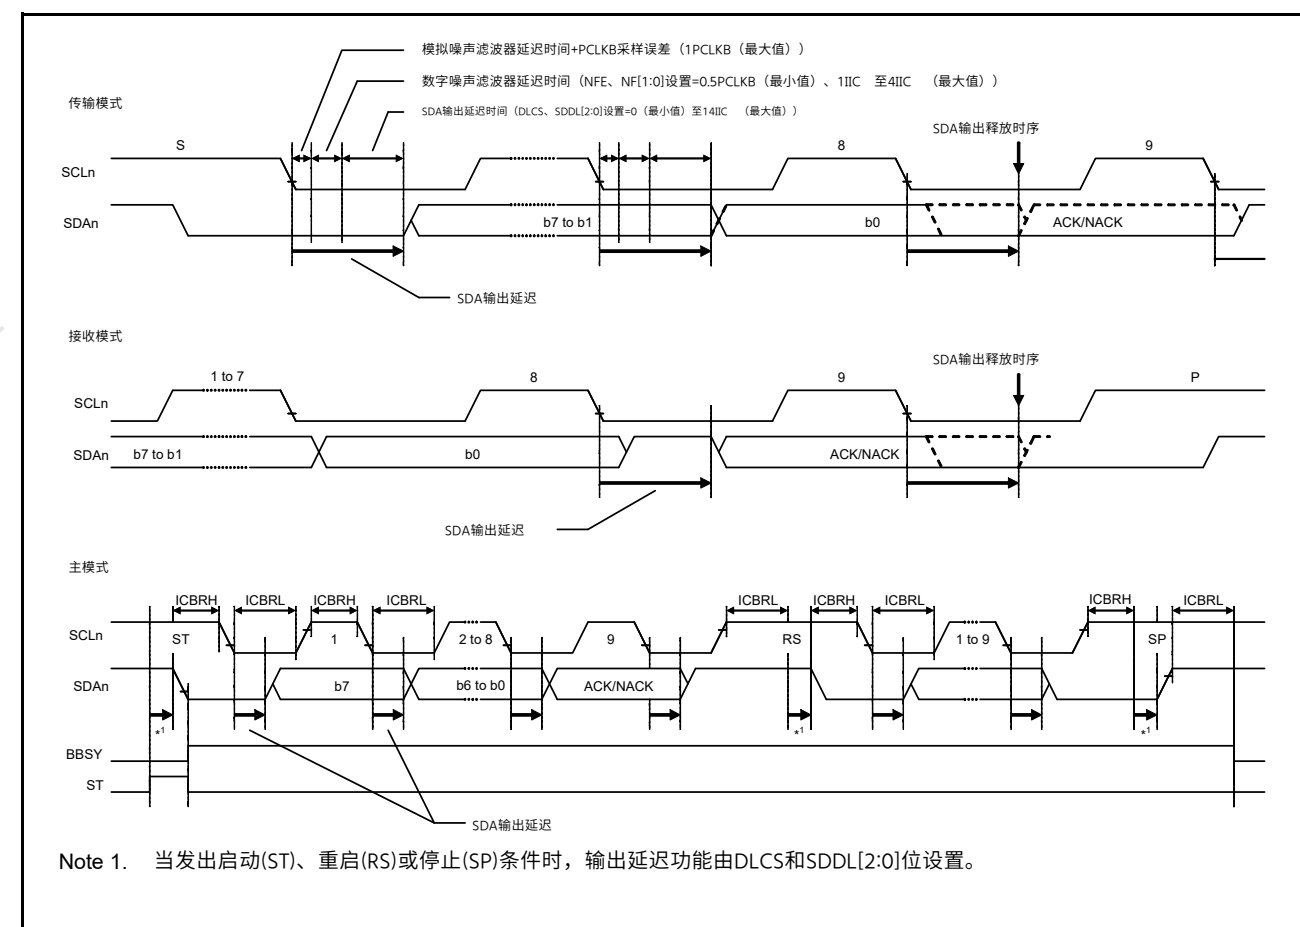 模拟噪声滤波器延迟时间+PCLKB采样误差（1PCLKB（最大值））
数字噪声滤波器延迟时间（NFE、NF[1:0]设置=0.5PCLKB（最小值）、1IIC 至4IIC （最大值））
传输模式
SDA输出延迟时间（DLCS、SDDL[2:0]设置=0（最小值）至14IIC （最大值））
SDA输出释放时序
S
8
9
SCLn
SDAn
b7 to b1
b0
ACK/NACK
SDA输出延迟
接收模式
SDA输出释放时序
1 to 7
8
9
P
SCLn
SDAn
b7 to b1
b0
ACK/NACK
SDA输出延迟
主模式
ICBRH
ICBRL
ICBRH
ICBRL
ICBRL
ICBRH
ICBRL
ICBRH
ICBRL
SCLn
ST
1
2 to 8
9
RS
1 to 9
SP
SDAn
b7
b6 to b0
ACK/NACK
*1
*1
*1
BBSY
ST
SDA输出延迟
Note 1. 当发出启动(ST)、重启(RS)或停止(SP)条件时，输出延迟功能由DLCS和SDDL[2:0]位设置。